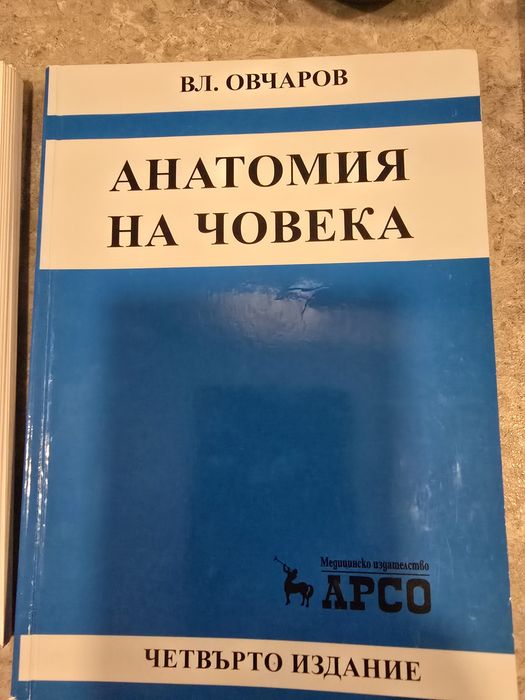 ВЛ. ОВЧАРОВ
АНАТОМИЯ
НА ЧОВЕКА
Медицинско издателство
АРСО
ЧЕТВЪРТО ИЗДАНИЕ